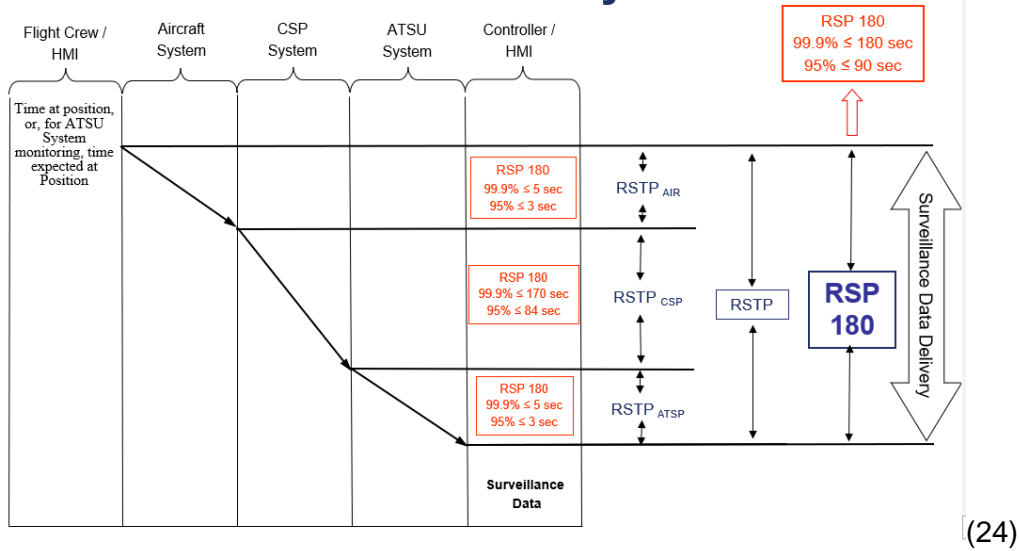 Flight Crew /
HMI
Aircraft
System
CSP
System
ATSU
System
Controller /
HMI
RSP 180
99.9% ≤ 180 sec
95% ≤ 90 sec
Time at position,
or, for ATSU
System
monitoring, time
expected at
Position
RSP 180
99.9% ≤ 5 sec
95% ≤ 3 sec
RSTP AIR
RSP 180
99.9% ≤ 170 sec
95% ≤ 84 sec
RSTP CSP
RSTP
RSP
180
Surveillance Data Delivery
RSP 180
99.9% ≤ 5 sec
95% ≤ 3 sec
RSTP ATSP
Surveillance
Data
(24)